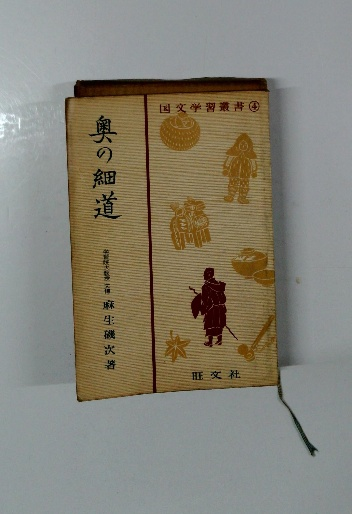 国文学習叢書④
奥の細道
麻生磯次著
旺文社